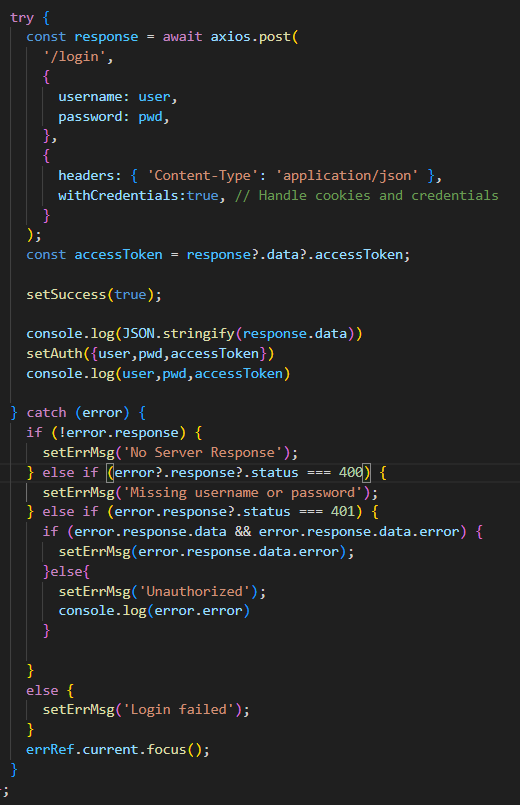 try {
const response = await axios.post(
'/login',
{
username: user,
password: pwd,
},
{
headers: { 'Content-Type': 'application/json' },
withCredentials:true, // Handle cookies and credentials
}
);
const accessToken = response?.data?.accessToken;
setSuccess(true);
console.log(JSON.stringify(response.data))
setAuth({user,pwd,accessToken})
console.log(user,pwd,accessToken)
} catch (error) {
if (!error.response) {
setErrMsg('No Server Response');
} else if (error?.response?.status === 400) {
setErrMsg('Missing username or password');
} else if (error.response?.status === 401) {
if (error.response.data && error.response.data.error) {
setErrMsg(error.response.data.error);
}else{
setErrMsg('Unauthorized');
console.log(error.error)
}
}
else {
setErrMsg('Login failed');
}
errRef.current.focus();
}
};